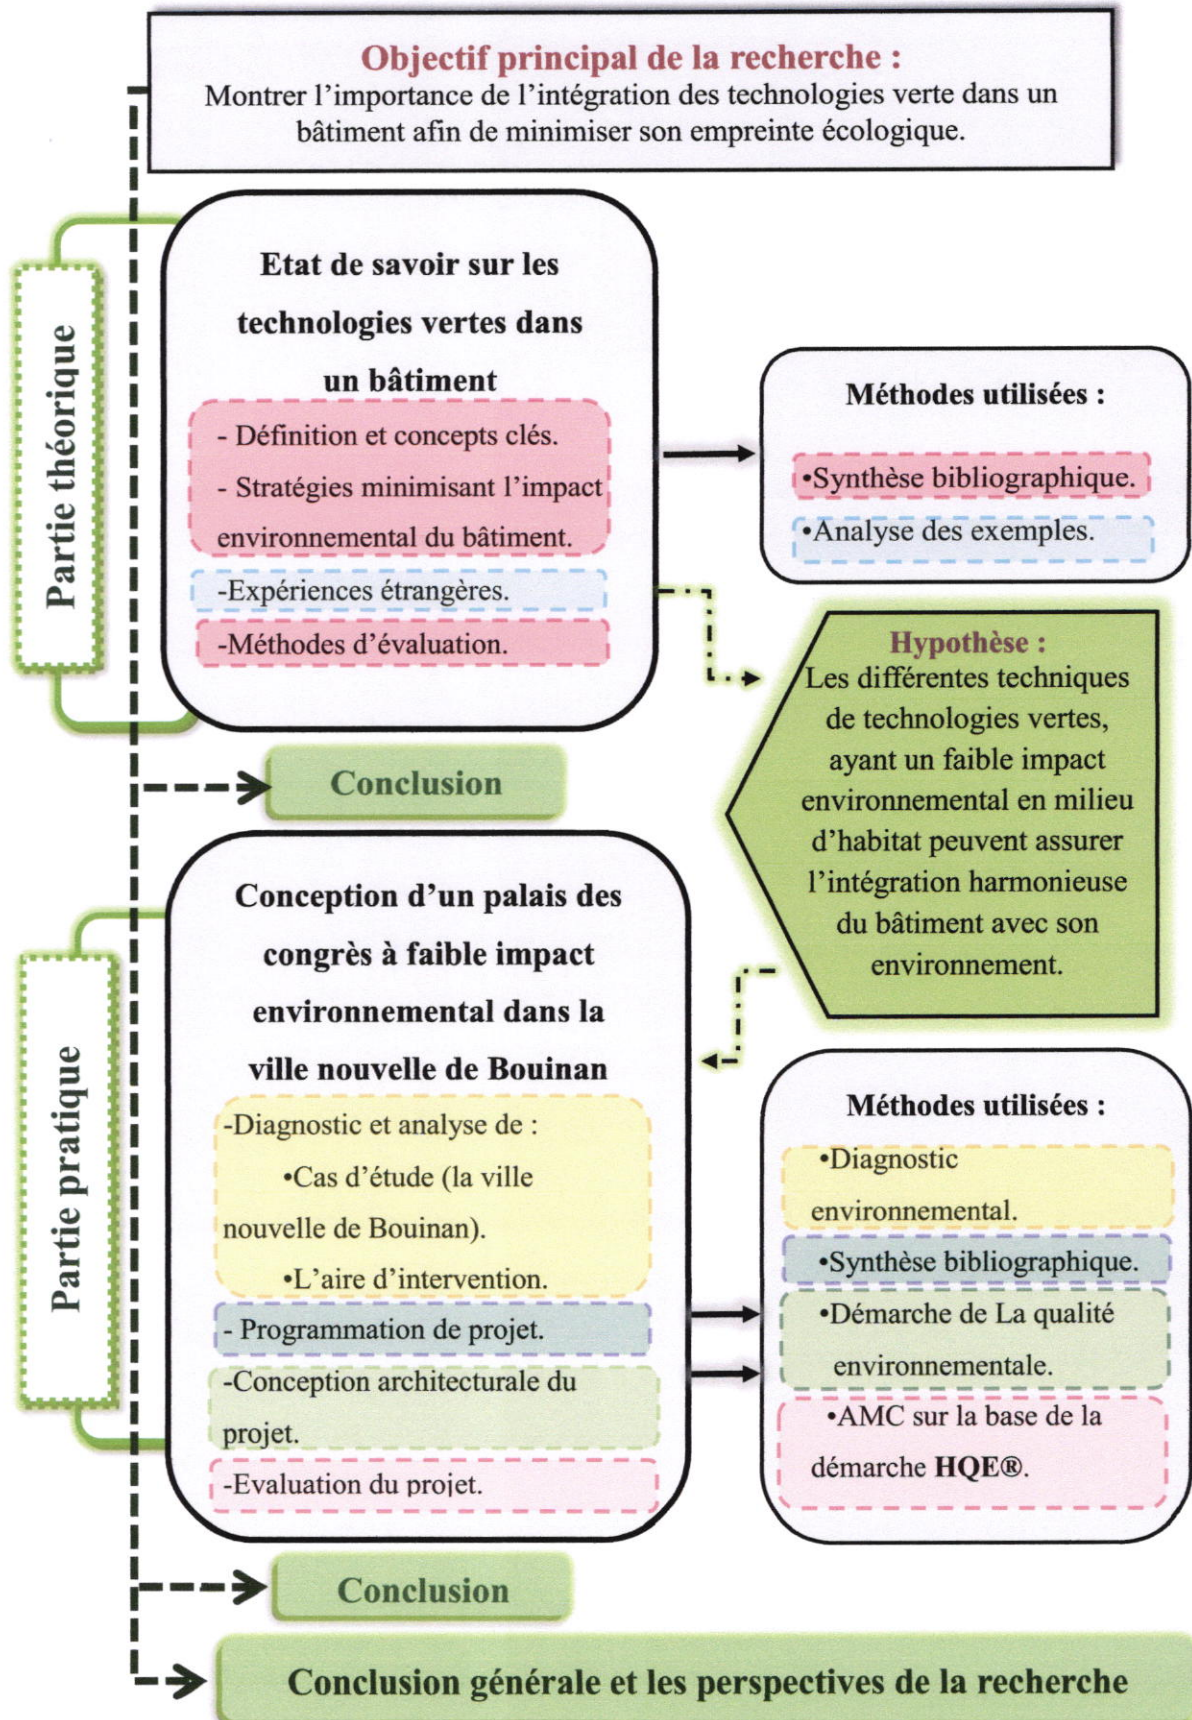 Objectif principal de la recherche :
Montrer l’importance de l’intégration des technologies verte dans un
bâtiment afin de minimiser son empreinte écologique.
Partie théorique
Etat de savoir sur les
technologies vertes dans
un bâtiment
- Définition et concepts clés.
- Stratégies minimisant l’impact
environnemental du bâtiment.
-Expériences étrangères.
-Méthodes d’évaluation.
Méthodes utilisées :
•Synthèse bibliographique.
•Analyse des exemples.
Hypothèse :
Les différentes techniques
de technologies vertes,
ayant un faible impact
environnemental en milieu
d’habitat peuvent assurer
l’intégration harmonieuse
du bâtiment avec son
environnement.
Conclusion
Partie pratique
Conception d’un palais des
congrès à faible impact
environnemental dans la
ville nouvelle de Bouinan
-Diagnostic et analyse de :
•Cas d’étude (la ville
nouvelle de Bouinan).
•L’aire d’intervention.
- Programmation de projet.
-Conception architecturale du
projet.
-Evaluation du projet.
Méthodes utilisées :
•Diagnostic
environnemental.
•Synthèse bibliographique.
•Démarche de La qualité
environnementale.
•AMC sur la base de la
démarche HQE®.
Conclusion
Conclusion générale et les perspectives de la recherche